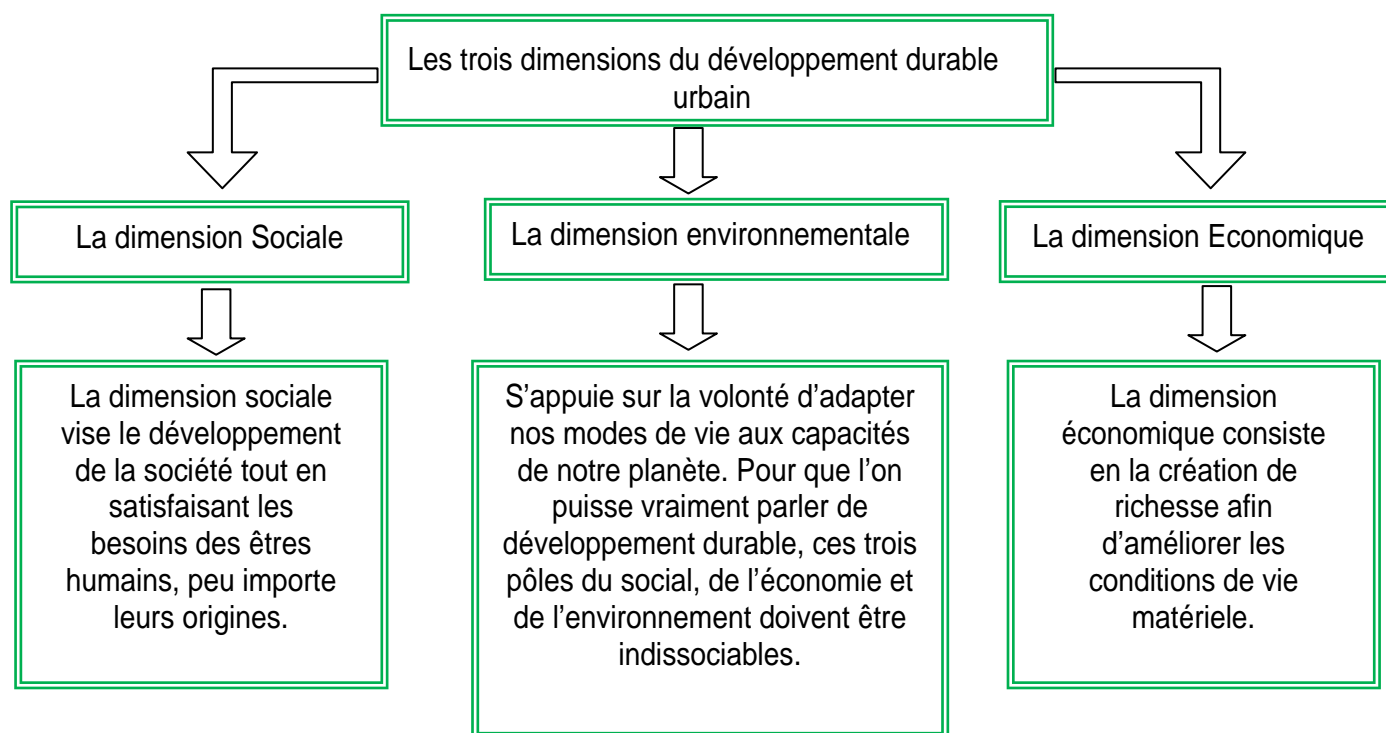 Les trois dimensions du développement durable
urbain
La dimension Sociale
La dimension environnementale
La dimension Economique
La dimension sociale
vise le développement
de la société tout en
satisfaisant les
besoins des êtres
humains, peu importe
leurs origines.
S’appuie sur la volonté d’adapter
nos modes de vie aux capacités
de notre planète. Pour que l’on
puisse vraiment parler de
développement durable, ces trois
pôles du social, de l’économie et
de l’environnement doivent être
indissociables.
La dimension
économique consiste
en la création de
richesse afin
d’améliorer les
conditions de vie
matériele.